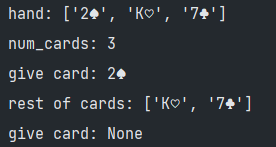 hand: ['2♠', 'K♡', '7♣']
num_cards: 3
give card: 2♠
rest of cards: ['K♡', '7♣']
give card: None